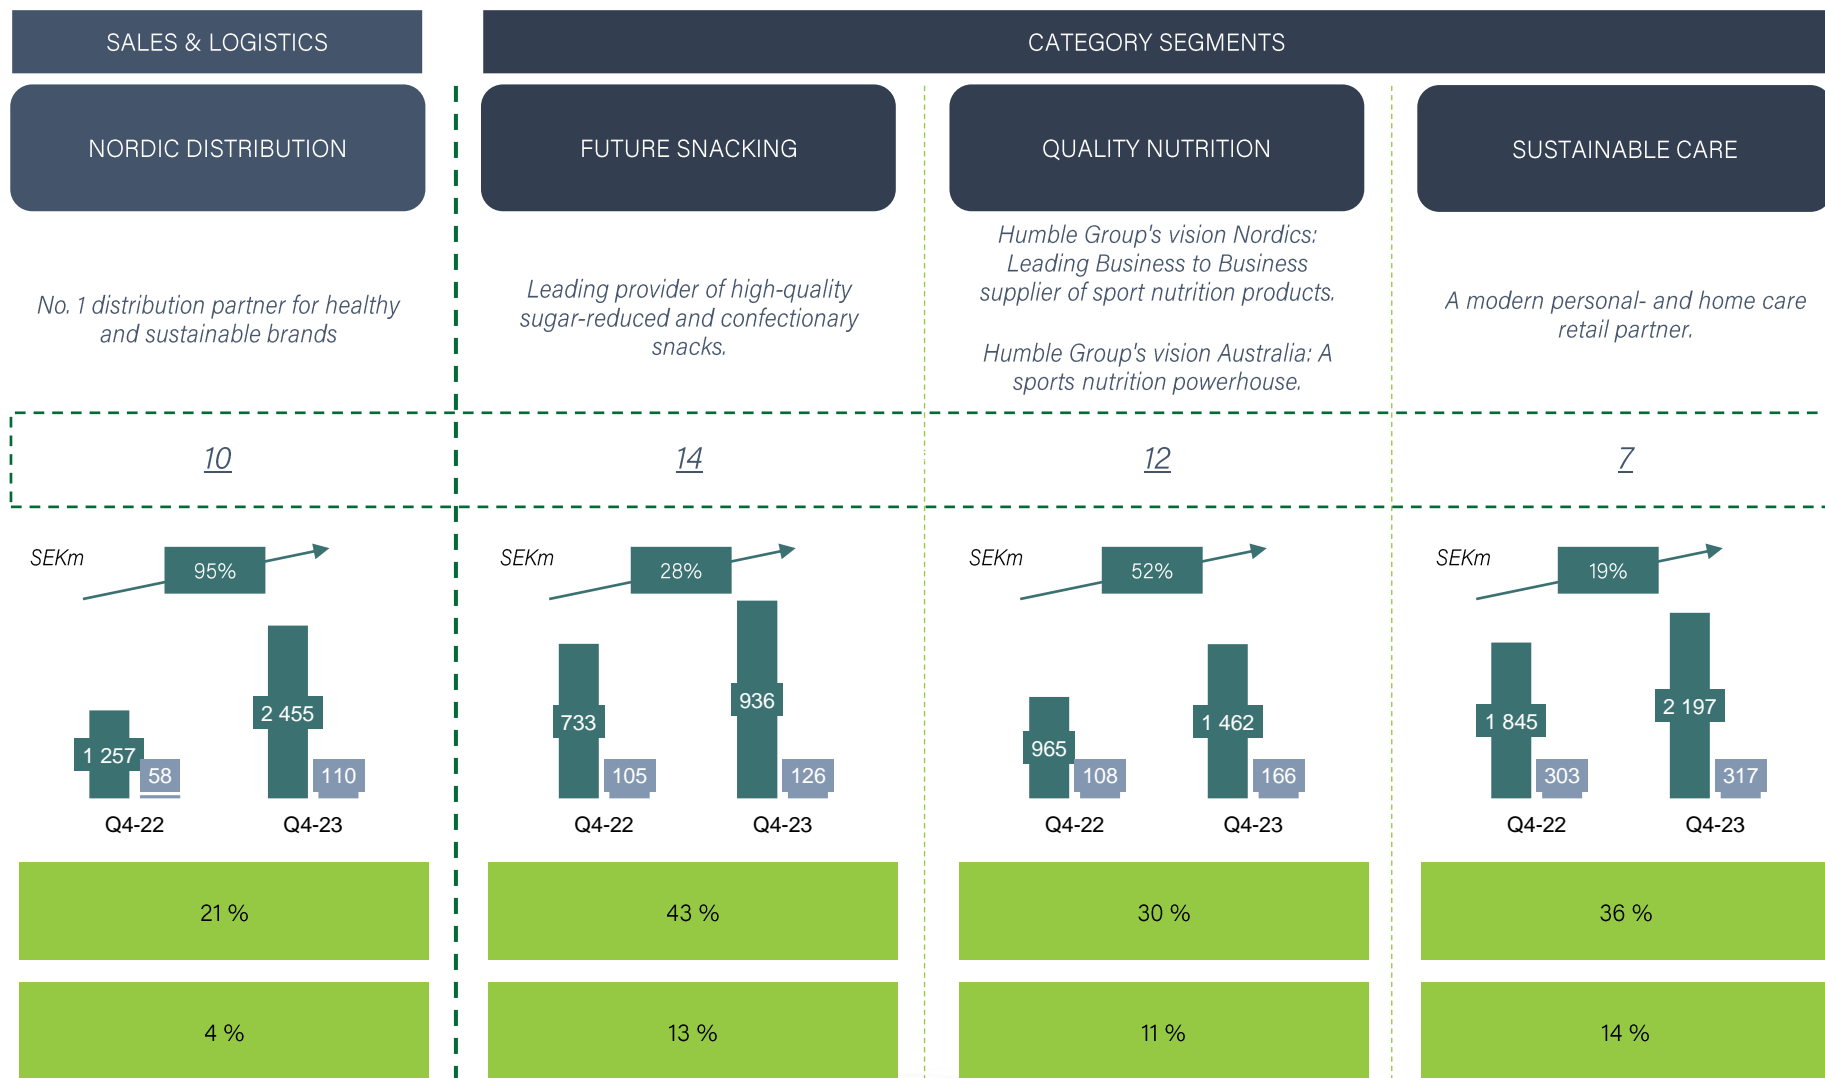 SALES & LOGISTICS
CATEGORY SEGMENTS
NORDIC DISTRIBUTION
FUTURE SNACKING
QUALITY NUTRITION
SUSTAINABLE CARE
No. 1 distribution partner for healthy
and sustainable brands
Leading provider of high-quality
sugar-reduced and confectionary
snacks.
Humble Group's vision Nordics:
Leading Business to Business
supplier of sport nutrition products.
Humble Group's vision Australia: A
sports nutrition powerhouse.
A modern personal- and home care
retail partner.
10
14
12
7
SEKm
95%
1 257
58
2 455
110
Q4-22
Q4-23
SEKm
28%
733
105
936
126
Q4-22
Q4-23
SEKm
52%
965
108
1 462
166
Q4-22
Q4-23
SEKm
19%
1 845
303
2 197
317
Q4-22
Q4-23
21 %
43 %
30 %
36 %
4 %
13 %
11 %
14 %